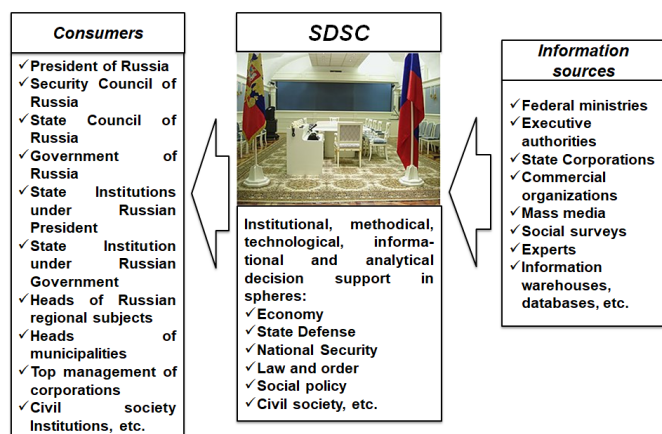 Consumers
✓President of Russia
✓Security Council of
Russia
✓State Council of
Russia
✓Government of
Russia
✓State Institutions
under Russian
President
✓State Institution
under Russian
Government
✓Heads of Russian
regional subjects
✓Heads of
municipalities
✓Top management of
corporations
✓Civil society
Institutions, etc.
SDSC
Institutional, methodical,
technological, informa-
tional and analytical
decision support in
spheres:
✓Economy
✓State Defense
✓National Security
✓Law and order
✓Social policy
✓Civil society, etc.
Information
sources
✓Federal ministries
✓Executive
authorities
✓State Corporations
✓Commercial
organizations
✓Mass media
✓Social surveys
✓Experts
✓Information
warehouses,
databases, etc.